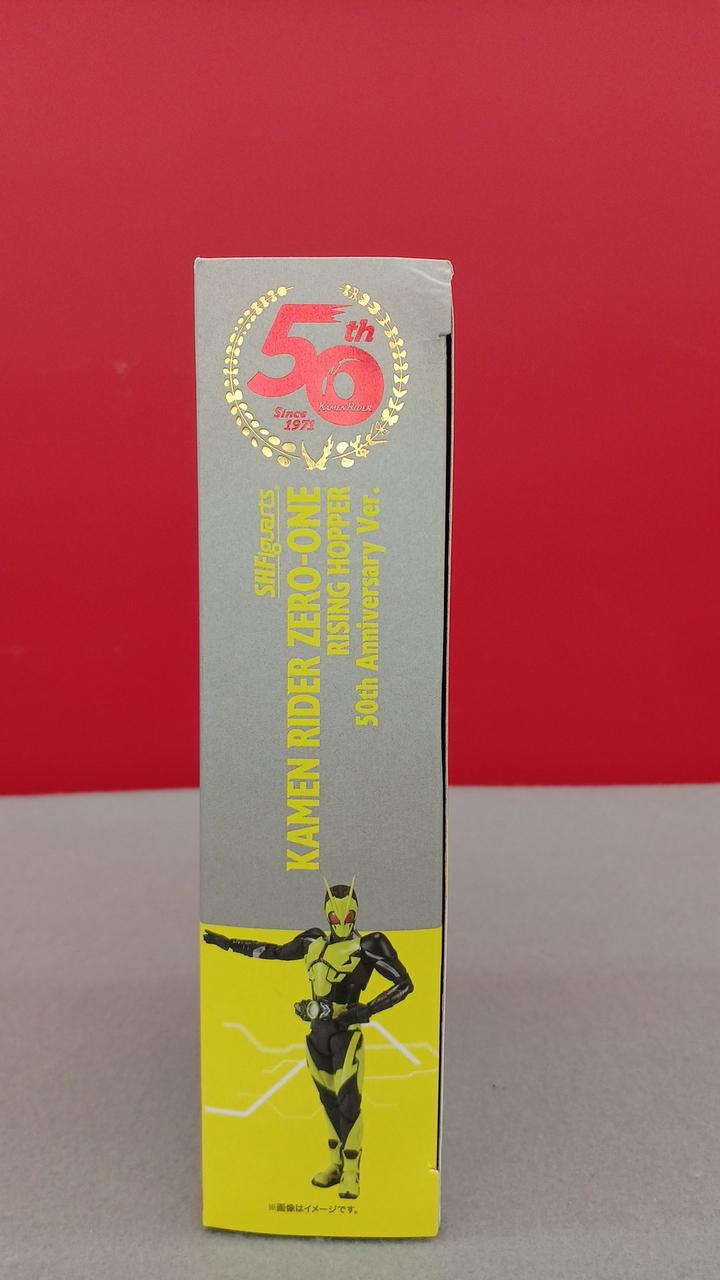 50th
KAMEN RIDER
Since
1971
S.H.Figuarts
KAMEN RIDER ZERO-ONE
RISING HOPPER
50th Anniversary Ver.
※画像はイメージです。